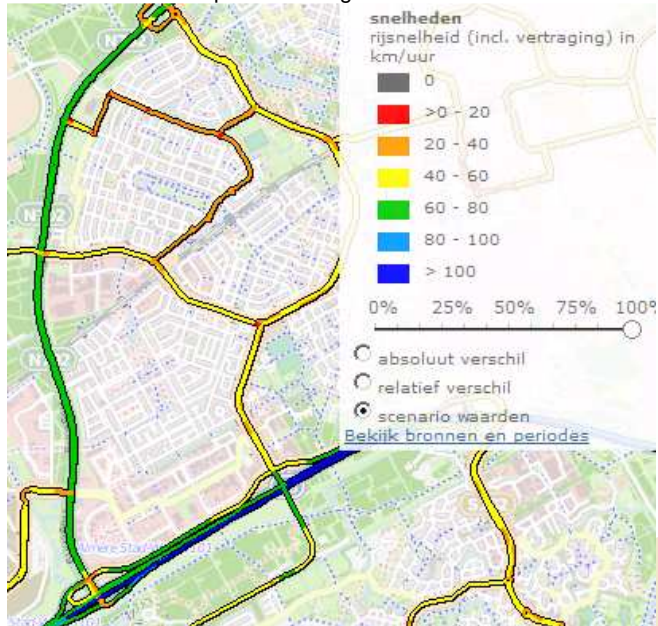 snelheden
rijsnelheid (incl. vertraging) in
km/uur
0
>0 - 20
20 - 40
40 - 60
60 - 80
80 - 100
> 100
0% 25% 50% 75% 100%
absoluut verschil
relatief verschil
scenario waarden
Bekijk bronnen en periodes